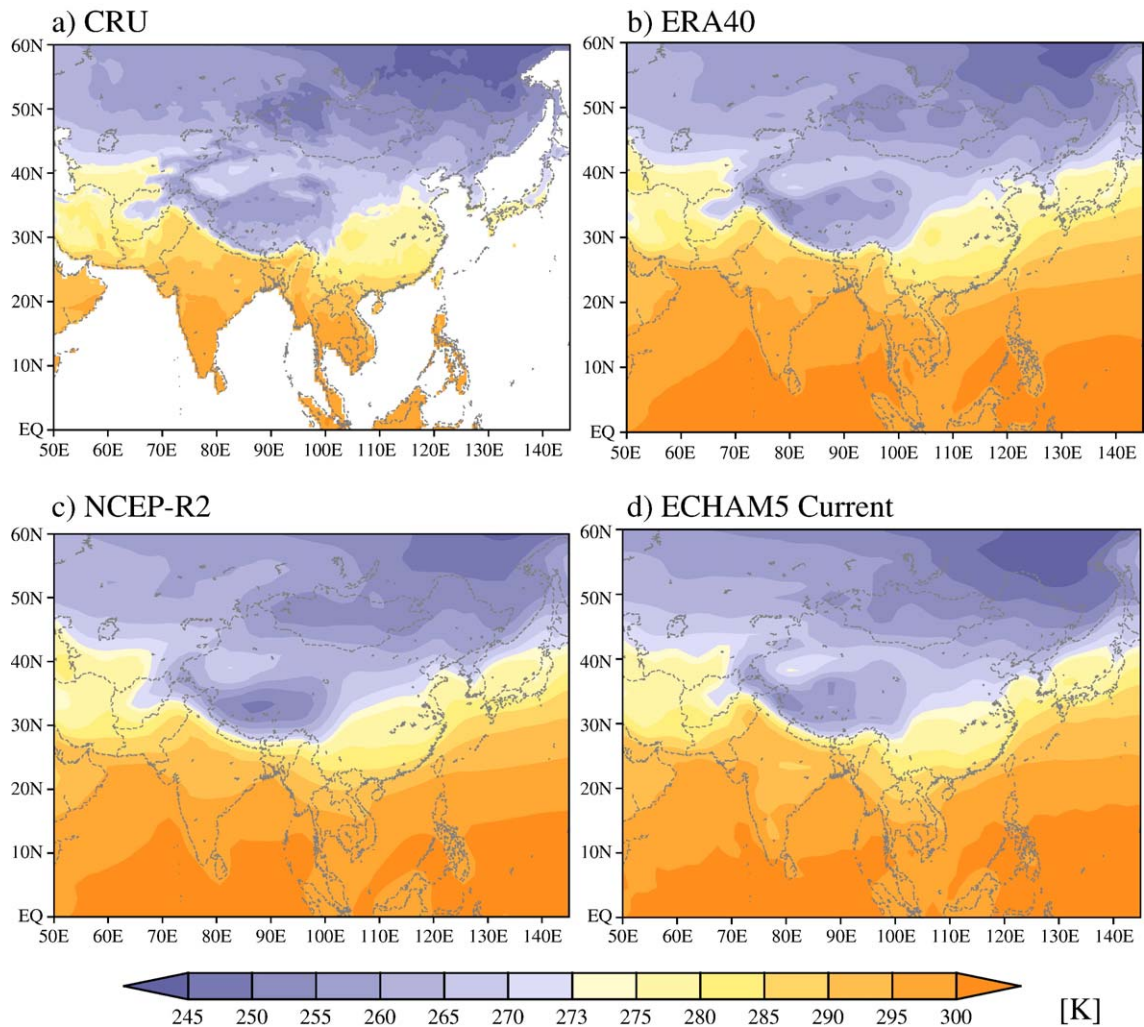 a) CRU
60N
50N
40N
30N
20N
10N
EQ
50E 60E 70E 80E 90E 100E 110E 120E 130E 140E
b) ERA40
60N
50N
40N
30N
20N
10N
EQ
50E 60E 70E 80E 90E 100E 110E 120E 130E 140E
c) NCEP-R2
60N
50N
40N
30N
20N
10N
EQ
50E 60E 70E 80E 90E 100E 110E 120E 130E 140E
d) ECHAM5 Current
60N
50N
40N
30N
20N
10N
EQ
50E 60E 70E 80E 90E 100E 110E 120E 130E 140E
245 250 255 260 265 270 273 275 280 285 290 295 300 [K]